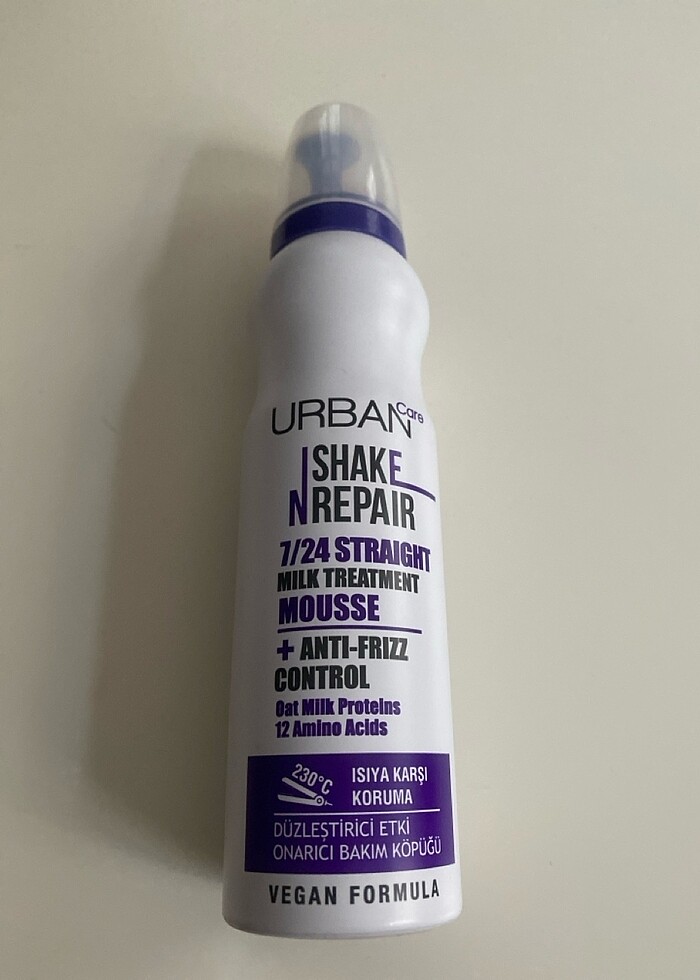 URBAN Care
SHAKE
N REPAIR
7/24 STRAIGHT
MILK TREATMENT
MOUSSE
+ ANTI-FRIZZ
CONTROL
Oat Milk Proteins
12 Amino Acids
230°C
ISIYA KARŞI
KORUMA
DÜZLEŞTİRİCİ ETKİ
ONARICI BAKIM KÖPÜĞÜ
VEGAN FORMULA